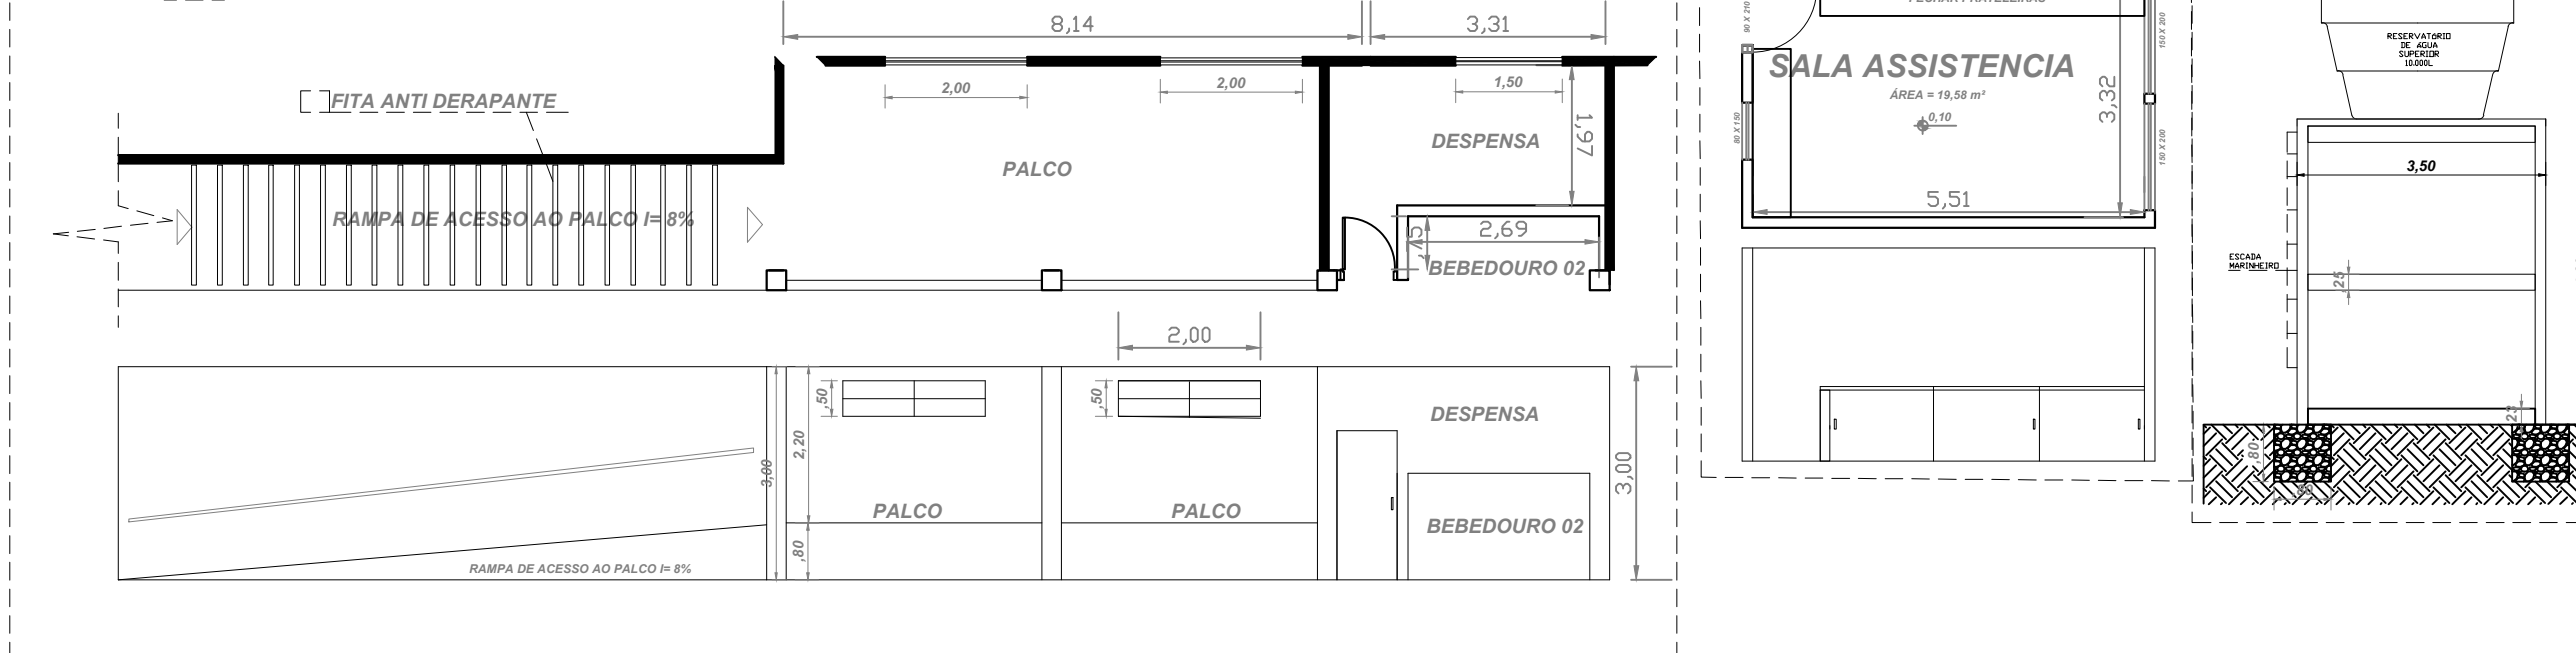 8,14
3,31
2,00
2,00
1,50
FITA ANTI DERAPANTE
PALCO
DESPENSA
1,97
RAMPA DE ACESSO AO PALCO I= 8%
2,69
,45
BEBEDOURO 02
2,00
,50
,50
DESPENSA
2,20
3,00
3,00
PALCO
PALCO
BEBEDOURO 02
,80
RAMPA DE ACESSO AO PALCO I= 8%
90 X 210
150 X 200
SALA ASSISTENCIA
ÁREA = 19,58 m²
0,10
3,32
80 X 150
150 X 200
5,51
RESERVATóRIO
DE AGUA
SUPERIOR
10.000L
3,50
ESCADA
MARINHEIRO
,25
,23
,80
,80